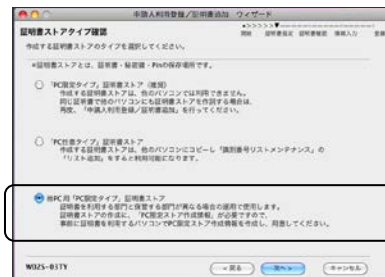 申請人利用登録/証明書追加 ウィザード
証明書ストアタイプ確認
開始 証明書指定 証明書確認 情報入力 登録
作成する証明書ストアのタイプを選択してください。
※証明書ストアとは、証明書・秘密鍵・Pinの保存場所です。
「PC限定タイプ」証明書ストア(推奨)
作成する証明書ストアは、他のパソコンでは利用できません。
同じ証明書で他のパソコンにも証明書ストアを作成する場合は、
再度、「申請人利用登録/証明書追加」を行ってください。
「PC任意タイプ」証明書ストア
作成する証明書ストアは、他のパソコンにコピーし「識別番号リストメンテナンス」の
「リスト追加」をすると利用可能になります。
他PC用「PC限定タイプ」証明書ストア
証明書を利用する部門と保管する部門が異なる場合の運用で使用します。
証明書ストアの作成に、「PC限定ストア作成情報」が必要ですので、
事前に証明書を利用するパソコンでPC限定ストア作成情報を作成し、用意してください。
W02S-03TY
<戻る
次へ>
キャンセル